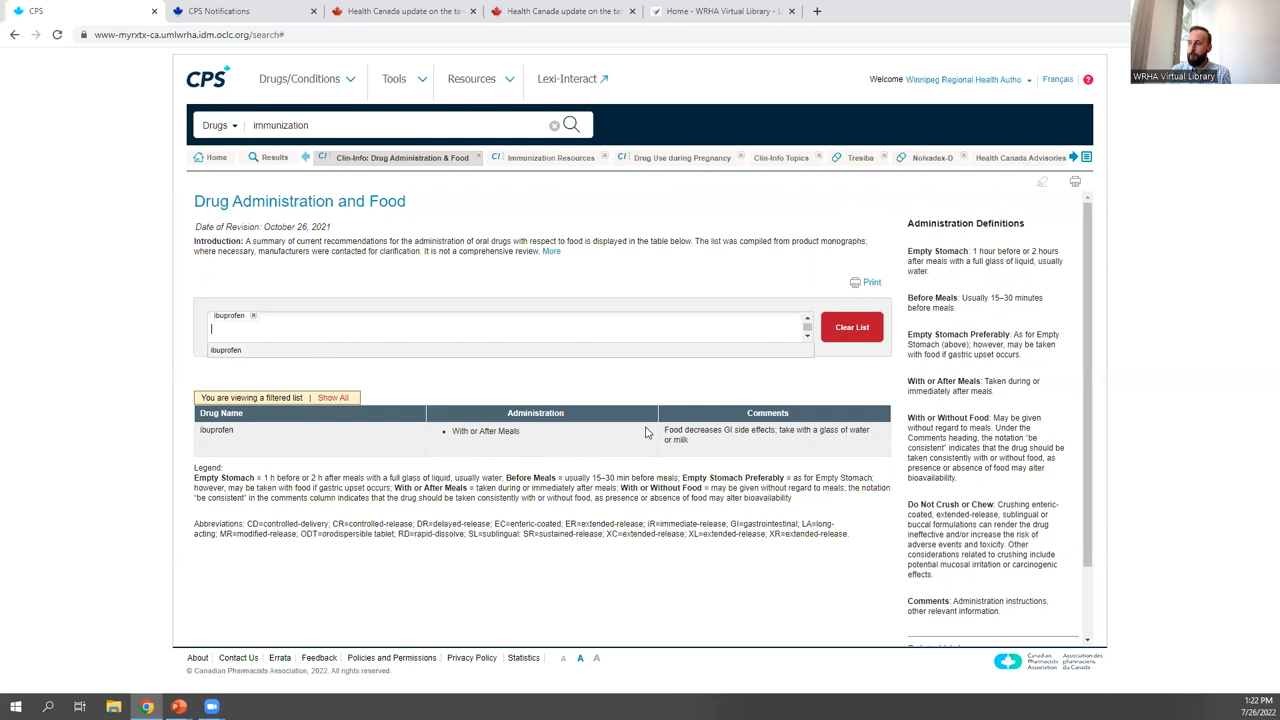 CPS
CPS Notifications
Health Canada update on the ta
Health Canada update on the ta
Home - WRHA Virtual Library - L
www-myrxtx-ca.umlwrha.idm.oclc.org/search#
WRHA Virtual Library
CPS
Drugs/Conditions
Tools
Resources
Lexi-Interact
Welcome Winnipeg Regional Health Autho
Français
Drugs
immunization
Home
Results
CI Clin-Info: Drug Administration & Food
CI Immunization Resources
CI Drug Use during Pregnancy
Clin-Info Topics
Tresiba
Nolvadex-D
Health Canada Advisories
Drug Administration and Food
Date of Revision: October 26, 2021
Introduction: A summary of current recommendations for the administration of oral drugs with respect to food is displayed in the table below. The list was compiled from product monographs;
where necessary, manufacturers were contacted for clarification. It is not a comprehensive review. More
Print
ibuprofen
Clear List
ibuprofen
You are viewing a filtered list | Show All
Drug Name
Administration
Comments
ibuprofen
With or After Meals
Food decreases GI side effects; take with a glass of water
or milk
Legend:
Empty Stomach = 1 h before or 2 h after meals with a full glass of liquid, usually water; Before Meals = usually 15–30 min before meals; Empty Stomach Preferably = as for Empty Stomach;
however, may be taken with food if gastric upset occurs; With or After Meals = taken during or immediately after meals; With or Without Food = may be given without regard to meals; the notation
"be consistent" in the comments column indicates that the drug should be taken consistently with or without food, as presence or absence of food may alter bioavailability
Abbreviations: CD=controlled-delivery, CR=controlled-release, DR=delayed-release, EC=enteric-coated, ER=extended-release, IR=immediate-release, GI=gastrointestinal, LA=long-
acting; MR=modified-release, ODT=orodispersible tablet, RD=rapid-dissolve, SL=sublingual, SR=sustained-release, XC=extended-release, XL=extended-release, XR=extended-release.
Administration Definitions
Empty Stomach: 1 hour before or 2 hours
after meals with a full glass of liquid, usually
water.
Before Meals: Usually 15–30 minutes
before meals.
Empty Stomach Preferably: As for Empty
Stomach (above); however, may be taken
with food if gastric upset occurs.
With or After Meals: Taken during or
immediately after meals.
With or Without Food: May be given
without regard to meals. Under the
Comments heading, the notation "be
consistent" indicates that the drug should be
taken consistently with or without food, as
presence or absence of food may alter
bioavailability.
Do Not Crush or Chew: Crushing enteric-
coated, extended-release, sublingual or
buccal formulations can render the drug
ineffective and/or increase the risk of
adverse events and toxicity. Other
considerations related to crushing include
potential mucosal irritation or carcinogenic
effects.
Comments: Administration instructions,
other relevant information.
About
Contact Us
Errata
Feedback
Policies and Permissions
Privacy Policy
Statistics
A A A
© Canadian Pharmacists Association, 2022. All rights reserved.
Canadian Pharmacists Association
Association des pharmaciens du Canada
1:22 PM
7/26/2022